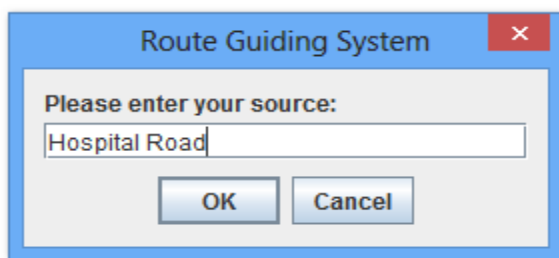 Route Guiding System
Please enter your source:
Hospital Road
OK Cancel